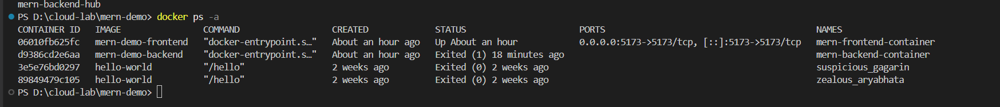 mern-backend-hub
PS D:\cloud-lab\mern-demo> docker ps -a
CONTAINER ID   IMAGE                COMMAND                  CREATED             STATUS                      PORTS                                         NAMES
06010fb625fc   mern-demo-frontend   "docker-entrypoint.s…"   About an hour ago   Up About an hour            0.0.0.0:5173->5173/tcp, [::]:5173->5173/tcp   mern-frontend-container
d9386cd2e6aa   mern-demo-backend    "docker-entrypoint.s…"   About an hour ago   Exited (1) 18 minutes ago                                                 mern-backend-container
3e5e76bd0297   hello-world          "/hello"                 2 weeks ago         Exited (0) 2 weeks ago                                                    suspicious_gagarin
89849479c105   hello-world          "/hello"                 2 weeks ago         Exited (0) 2 weeks ago                                                    zealous_aryabhata
PS D:\cloud-lab\mern-demo>